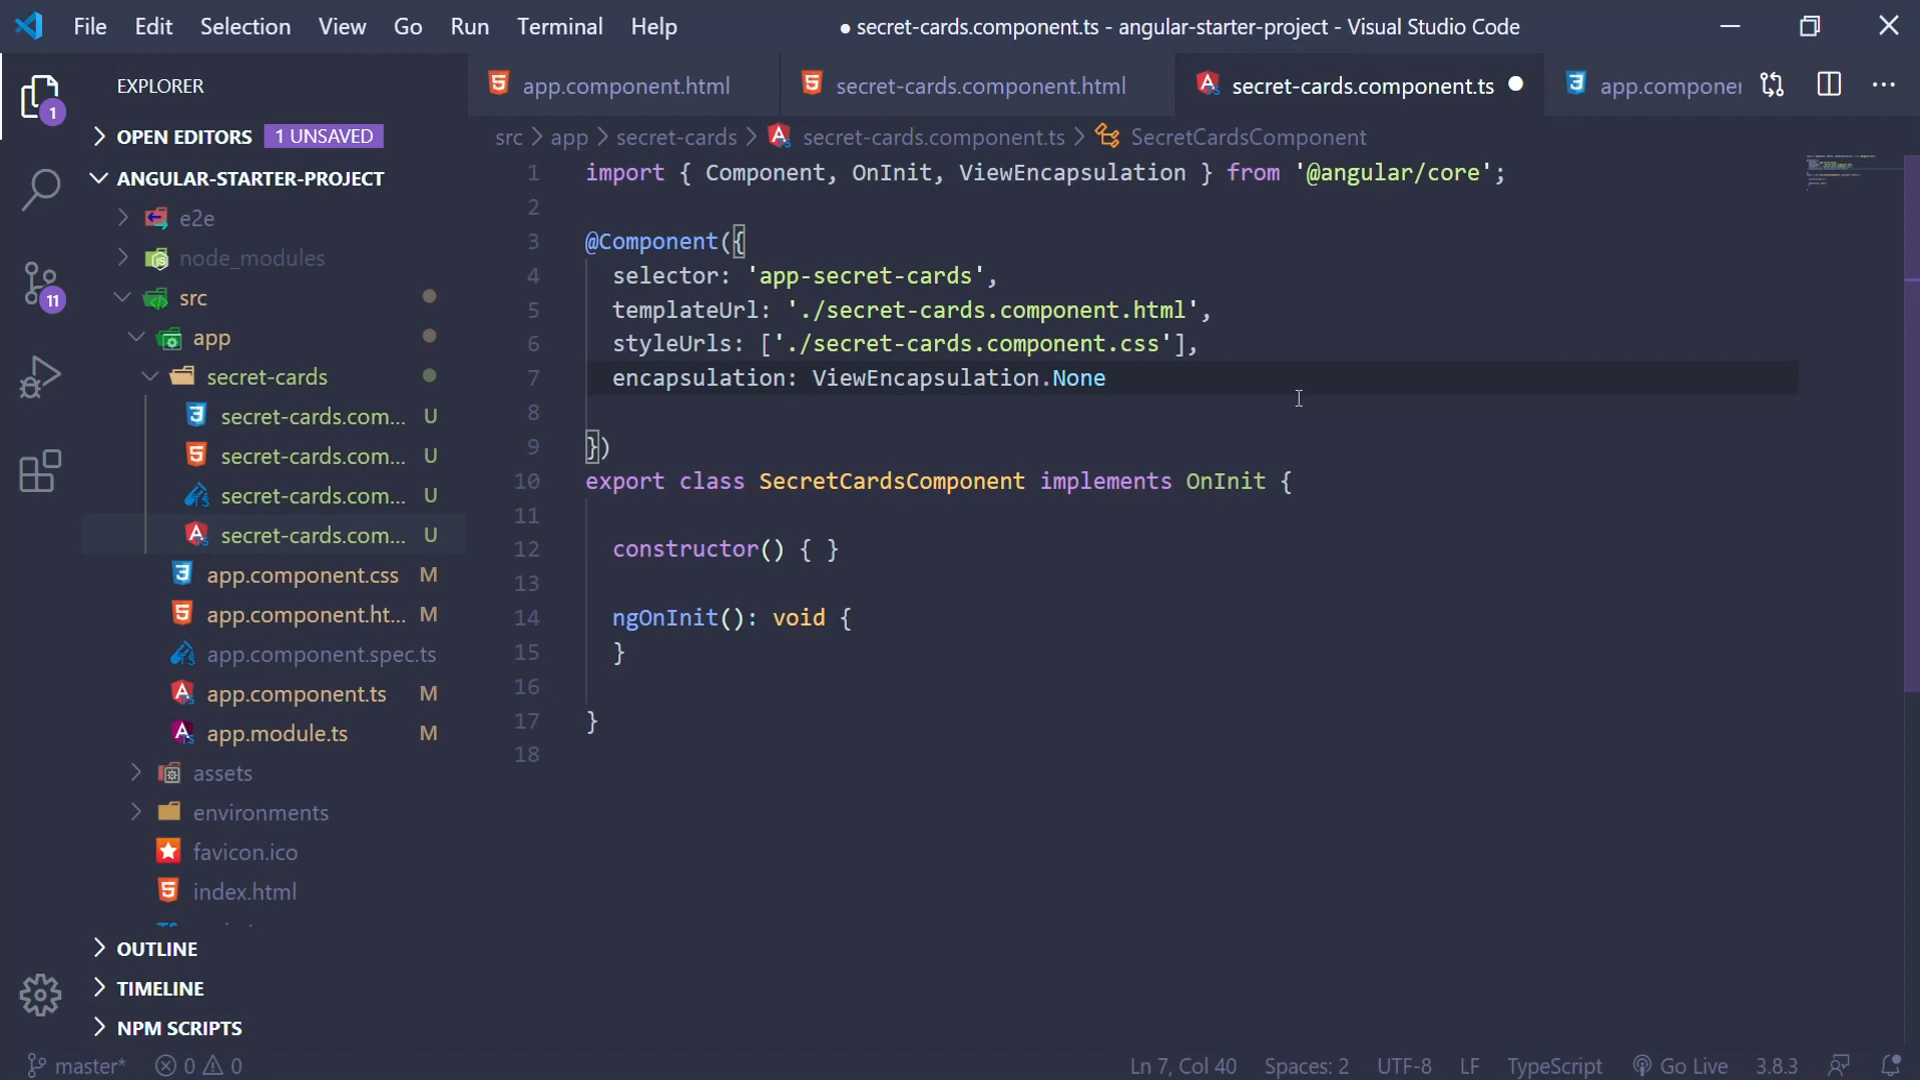 File Edit Selection View Go Run Terminal Help
● secret-cards.component.ts - angular-starter-project - Visual Studio Code
EXPLORER
app.component.html
secret-cards.component.html
secret-cards.component.ts
app.componer
1
OPEN EDITORS 1 UNSAVED
src > app > secret-cards > secret-cards.component.ts > SecretCardsComponent
ANGULAR-STARTER-PROJECT
e2e
node_modules
src
11
app
secret-cards
secret-cards.com... U
secret-cards.com... U
secret-cards.com... U
secret-cards.com... U
app.component.css M
app.component.ht... M
app.component.spec.ts
app.component.ts M
app.module.ts M
assets
environments
favicon.ico
index.html
OUTLINE
TIMELINE
NPM SCRIPTS
1 import { Component, OnInit, ViewEncapsulation } from '@angular/core';
2
3 @Component({
4 selector: 'app-secret-cards',
5 templateUrl: './secret-cards.component.html',
6 styleUrls: ['./secret-cards.component.css'],
7 encapsulation: ViewEncapsulation.None
8
9 })
10 export class SecretCardsComponent implements OnInit {
11
12 constructor() { }
13
14 ngOnInit(): void {
15 }
16
17 }
18
master* 0 0
Ln 7, Col 40 Spaces: 2 UTF-8 LF TypeScript Go Live 3.8.3